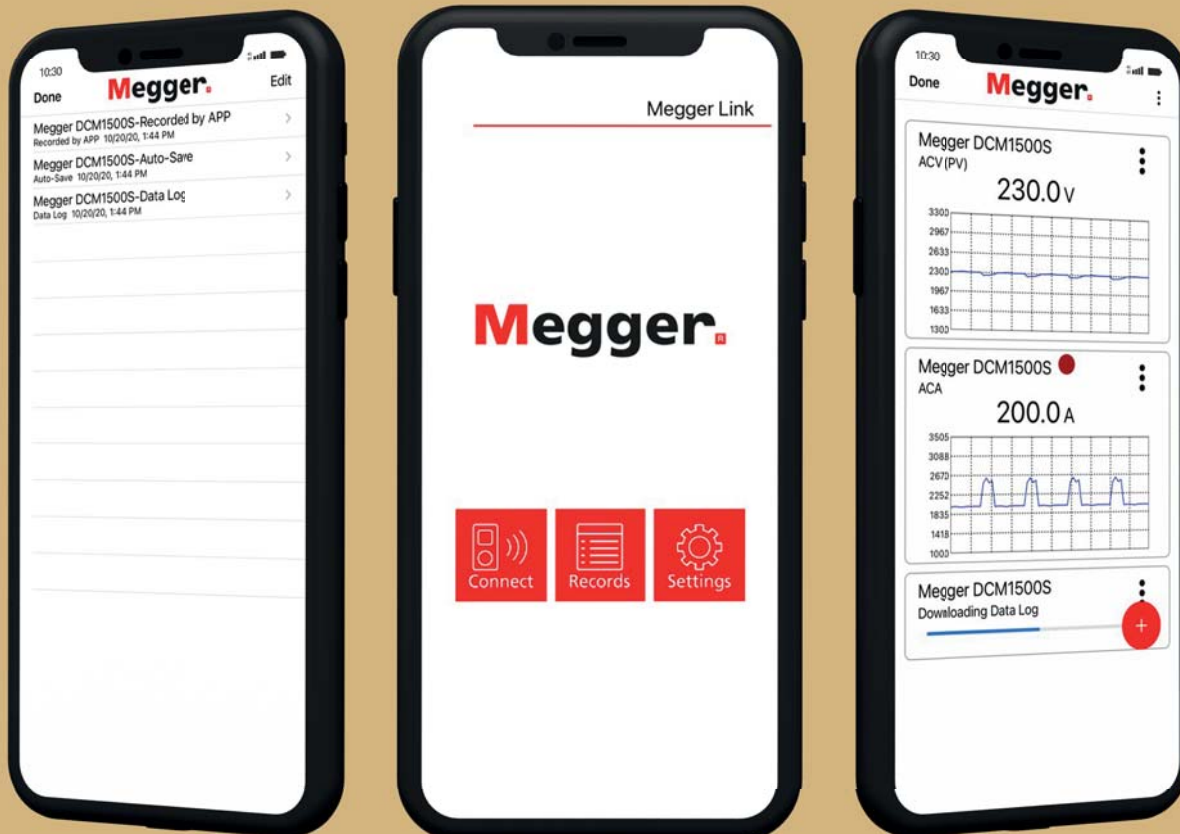 10:30
Done
Megger.
Edit
Megger DCM1500S-Recorded by APP
Recorded by APP 10/20/20, 1:44 PM
Megger DCM1500S-Auto-Save
Auto-Save 10/20/20, 1:44 PM
Megger DCM1500S-Data Log
Data Log 10/20/20, 1:44 PM
Megger Link
Megger.
R
Connect
Records
Settings
10:30
Done
Megger.
Megger DCM1500S
ACV (PV)
230.0 V
3300
2967
2633
2300
1967
1633
1300
Megger DCM1500S
ACA
200.0 A
3505
3088
2670
2252
1835
1418
1000
Megger DCM1500S
Downloading Data Log
+